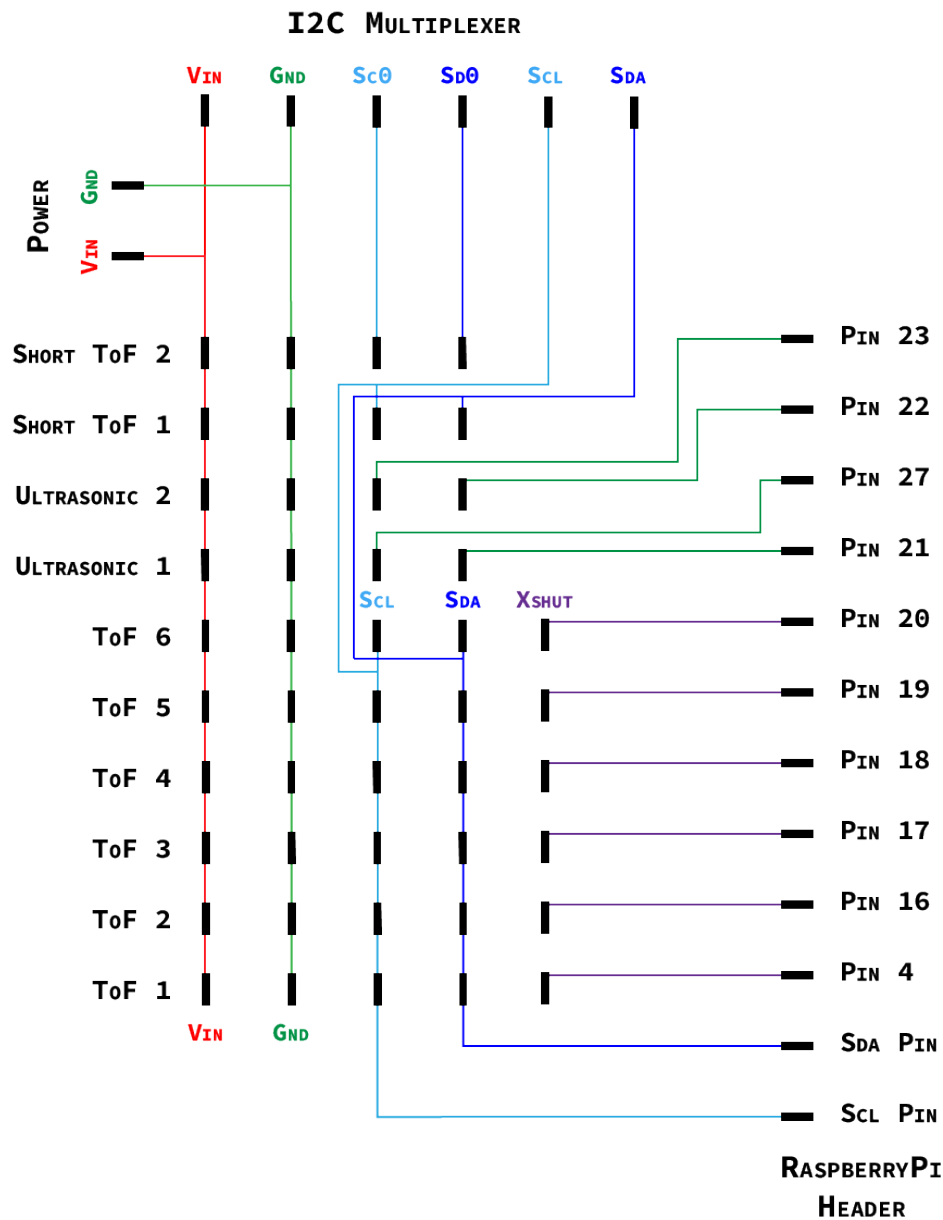 I2C Multiplexer
Vin Gnd Sc0 Sd0 Scl Sda
Power
Gnd
Vin
Short ToF 2
Pin 23
Short ToF 1
Pin 22
Ultrasonic 2
Pin 27
Ultrasonic 1
Pin 21
Scl Sda Xshut
ToF 6
Pin 20
ToF 5
Pin 19
ToF 4
Pin 18
ToF 3
Pin 17
ToF 2
Pin 16
ToF 1
Pin 4
Vin Gnd
Sda Pin
Scl Pin
RaspberryPi
Header